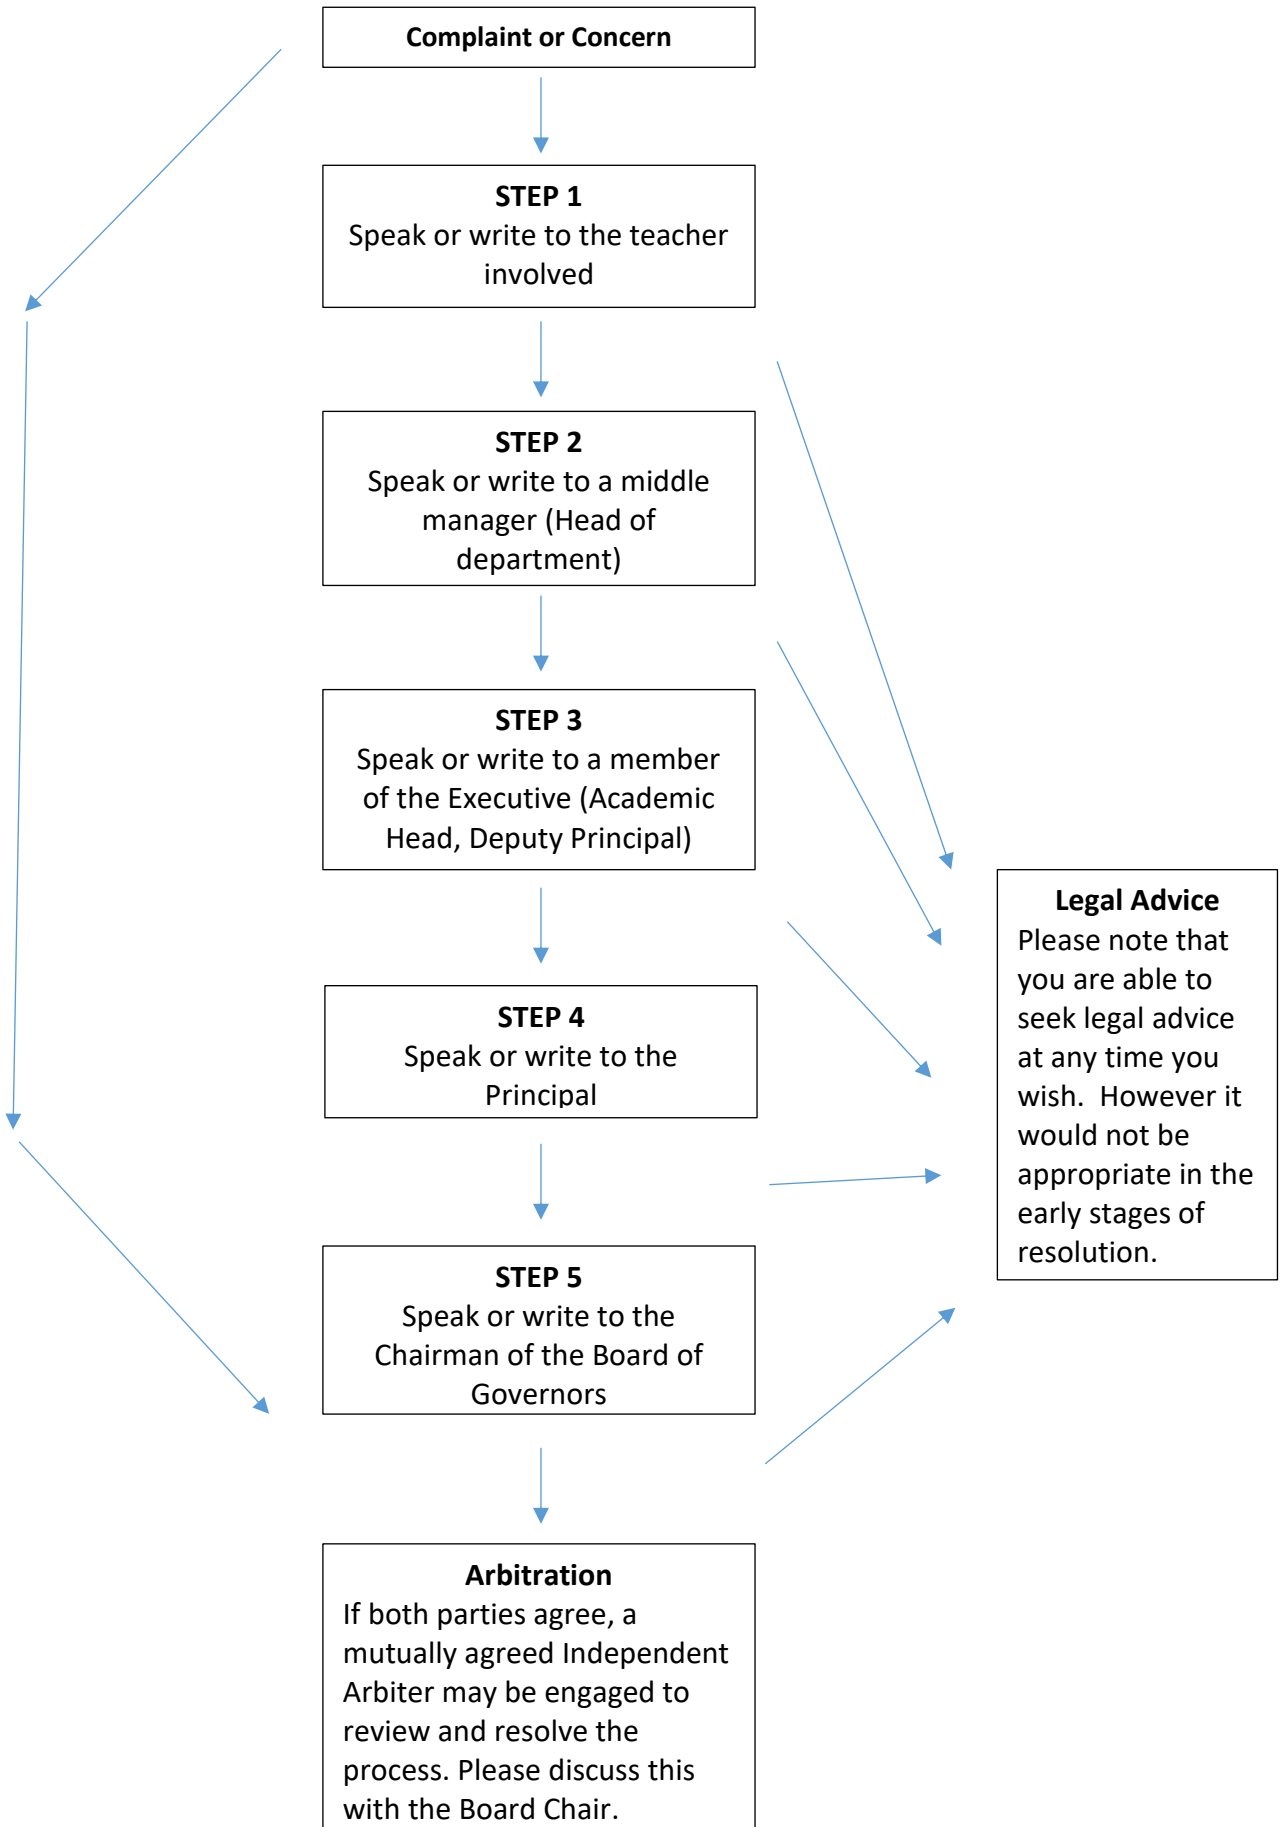 Complaint or Concern
STEP 1
Speak or write to the teacher
involved
STEP 2
Speak or write to a middle
manager (Head of
department)
STEP 3
Speak or write to a member
of the Executive (Academic
Head, Deputy Principal)
STEP 4
Speak or write to the
Principal
STEP 5
Speak or write to the
Chairman of the Board of
Governors
Arbitration
If both parties agree, a
mutually agreed Independent
Arbiter may be engaged to
review and resolve the
process. Please discuss this
with the Board Chair.
Legal Advice
Please note that
you are able to
seek legal advice
at any time you
wish.  However it
would not be
appropriate in the
early stages of
resolution.